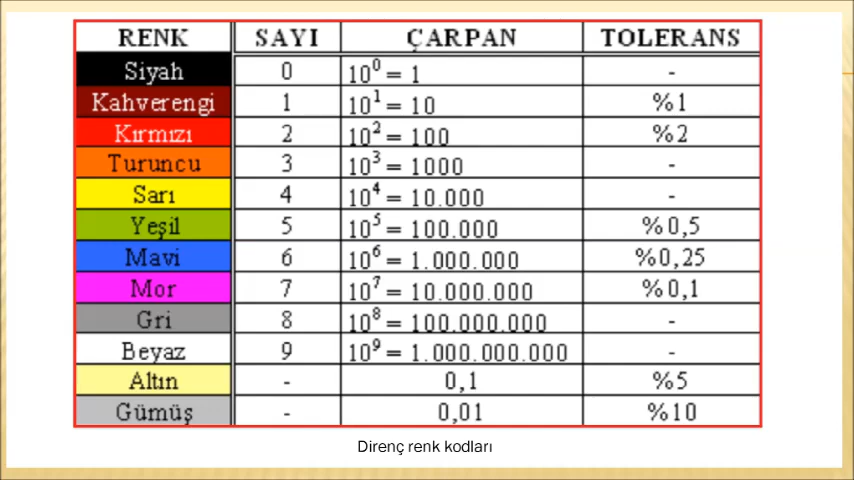 RENK SAYI ÇARPAN TOLERANS
Siyah 0 10⁰ = 1 -
Kahverengi 1 10¹ = 10 %1
Kırmızı 2 10² = 100 %2
Turuncu 3 10³ = 1000 -
Sarı 4 10⁴ = 10.000 -
Yeşil 5 10⁵ = 100.000 %0,5
Mavi 6 10⁶ = 1.000.000 %0,25
Mor 7 10⁷ = 10.000.000 %0,1
Gri 8 10⁸ = 100.000.000 -
Beyaz 9 10⁹ = 1.000.000.000 -
Altın - 0,1 %5
Gümüş - 0,01 %10
Direnç renk kodları